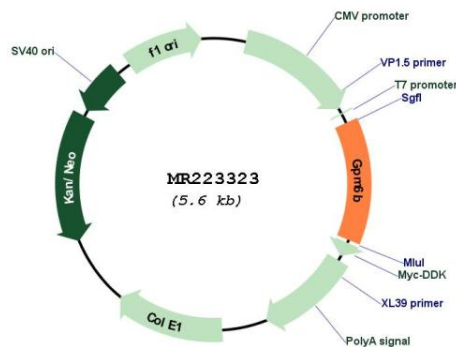 CMV promoter
VP1.5 primer
T7 promoter
SgfI
Gpm6b
MluI
Myc-DDK
XL39 primer
PolyA signal
Col E1
Kan/ Neo
SV40 ori
f1 ori
MR223323
(5.6 kb)